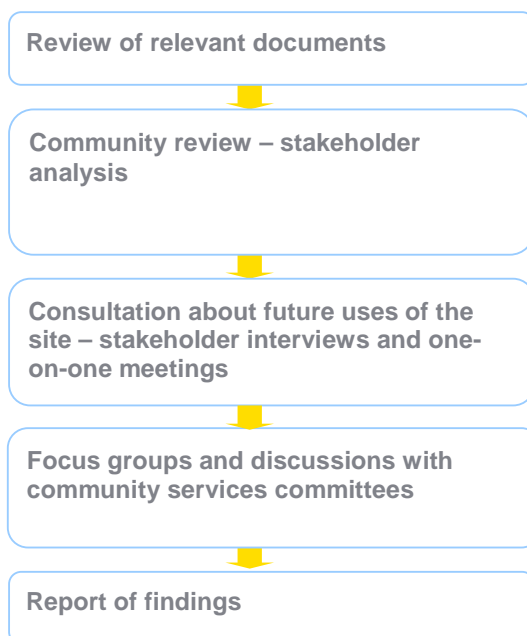 Review of relevant documents
Community review – stakeholder
analysis
Consultation about future uses of the
site – stakeholder interviews and one-
on-one meetings
Focus groups and discussions with
community services committees
Report of findings